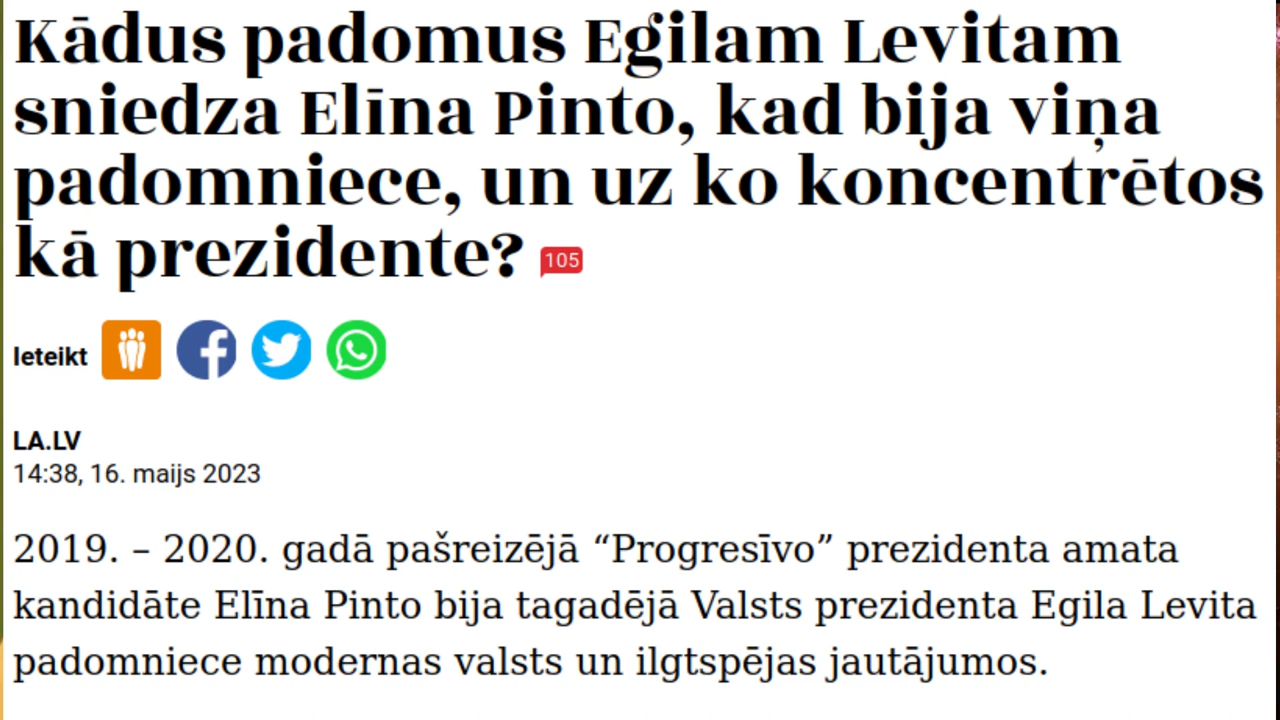 Kādus padomus Egilam Levitam
sniedza Elīna Pinto, kad bija viņa
padomniece, un uz ko koncentrētos
kā prezidente? 105
Ieteikt
LA.LV
14:38, 16. maijs 2023
2019. – 2020. gadā pašreizējā “Progresīvo” prezidenta amata
kandidāte Elīna Pinto bija tagadējā Valsts prezidenta Egila Levita
padomniece modernas valsts un ilgtspējas jautājumos.